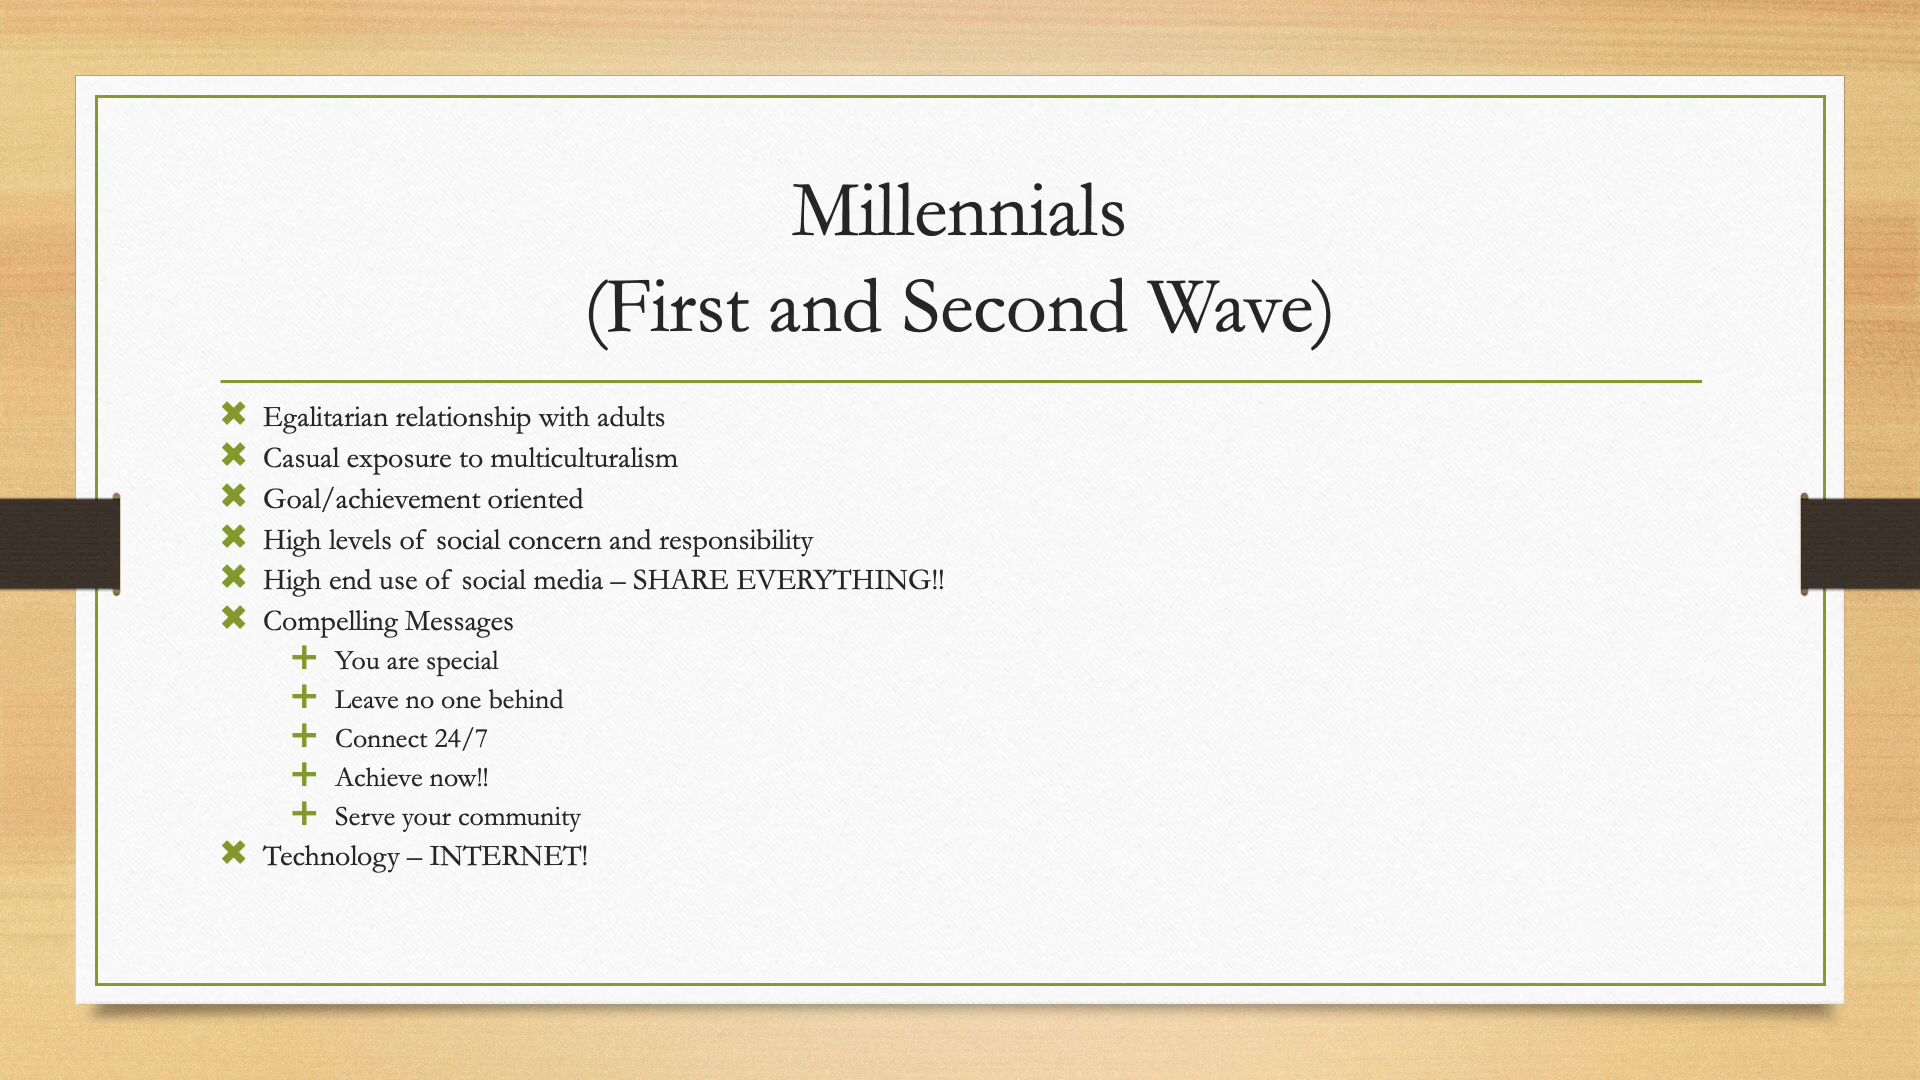 Millennials
(First and Second Wave)
Egalitarian relationship with adults
Casual exposure to multiculturalism
Goal/achievement oriented
High levels of social concern and responsibility
High end use of social media – SHARE EVERYTHING!!
Compelling Messages
You are special
Leave no one behind
Connect 24/7
Achieve now!!
Serve your community
Technology – INTERNET!